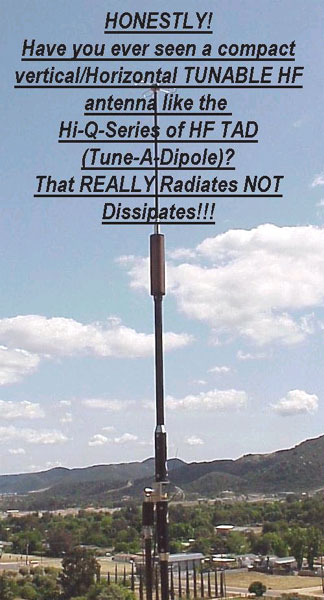 HONESTLY!
Have you ever seen a compact
vertical/Horizontal TUNABLE HF
antenna like the
Hi-Q-Series of HF TAD
(Tune-A-Dipole)?
That REALLY Radiates NOT
Dissipates!!!